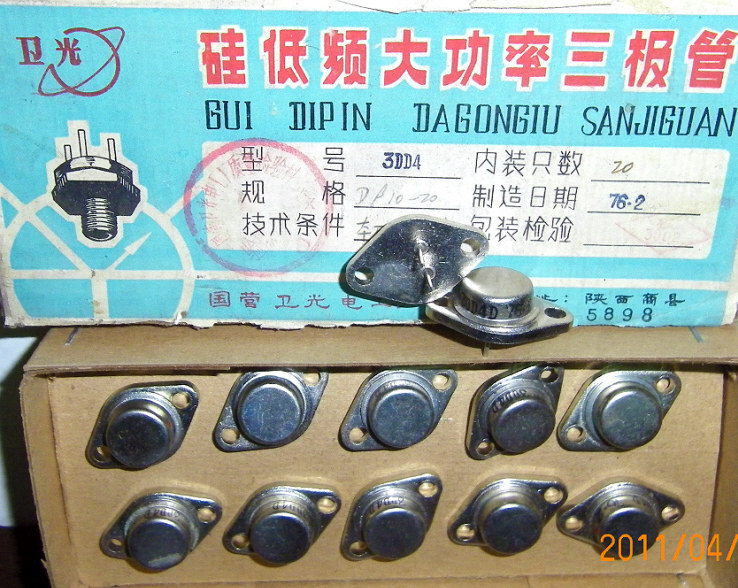 卫光
硅低频大功率三极管
GUI DIPIN DAGONGIU SANJIGUAN
型 号 3DD4 内装只数 20
规 格 DP10-20 制造日期 76·2
技术条件 包装检验
国营卫光电 : 陕西商县
5898
2011/04/